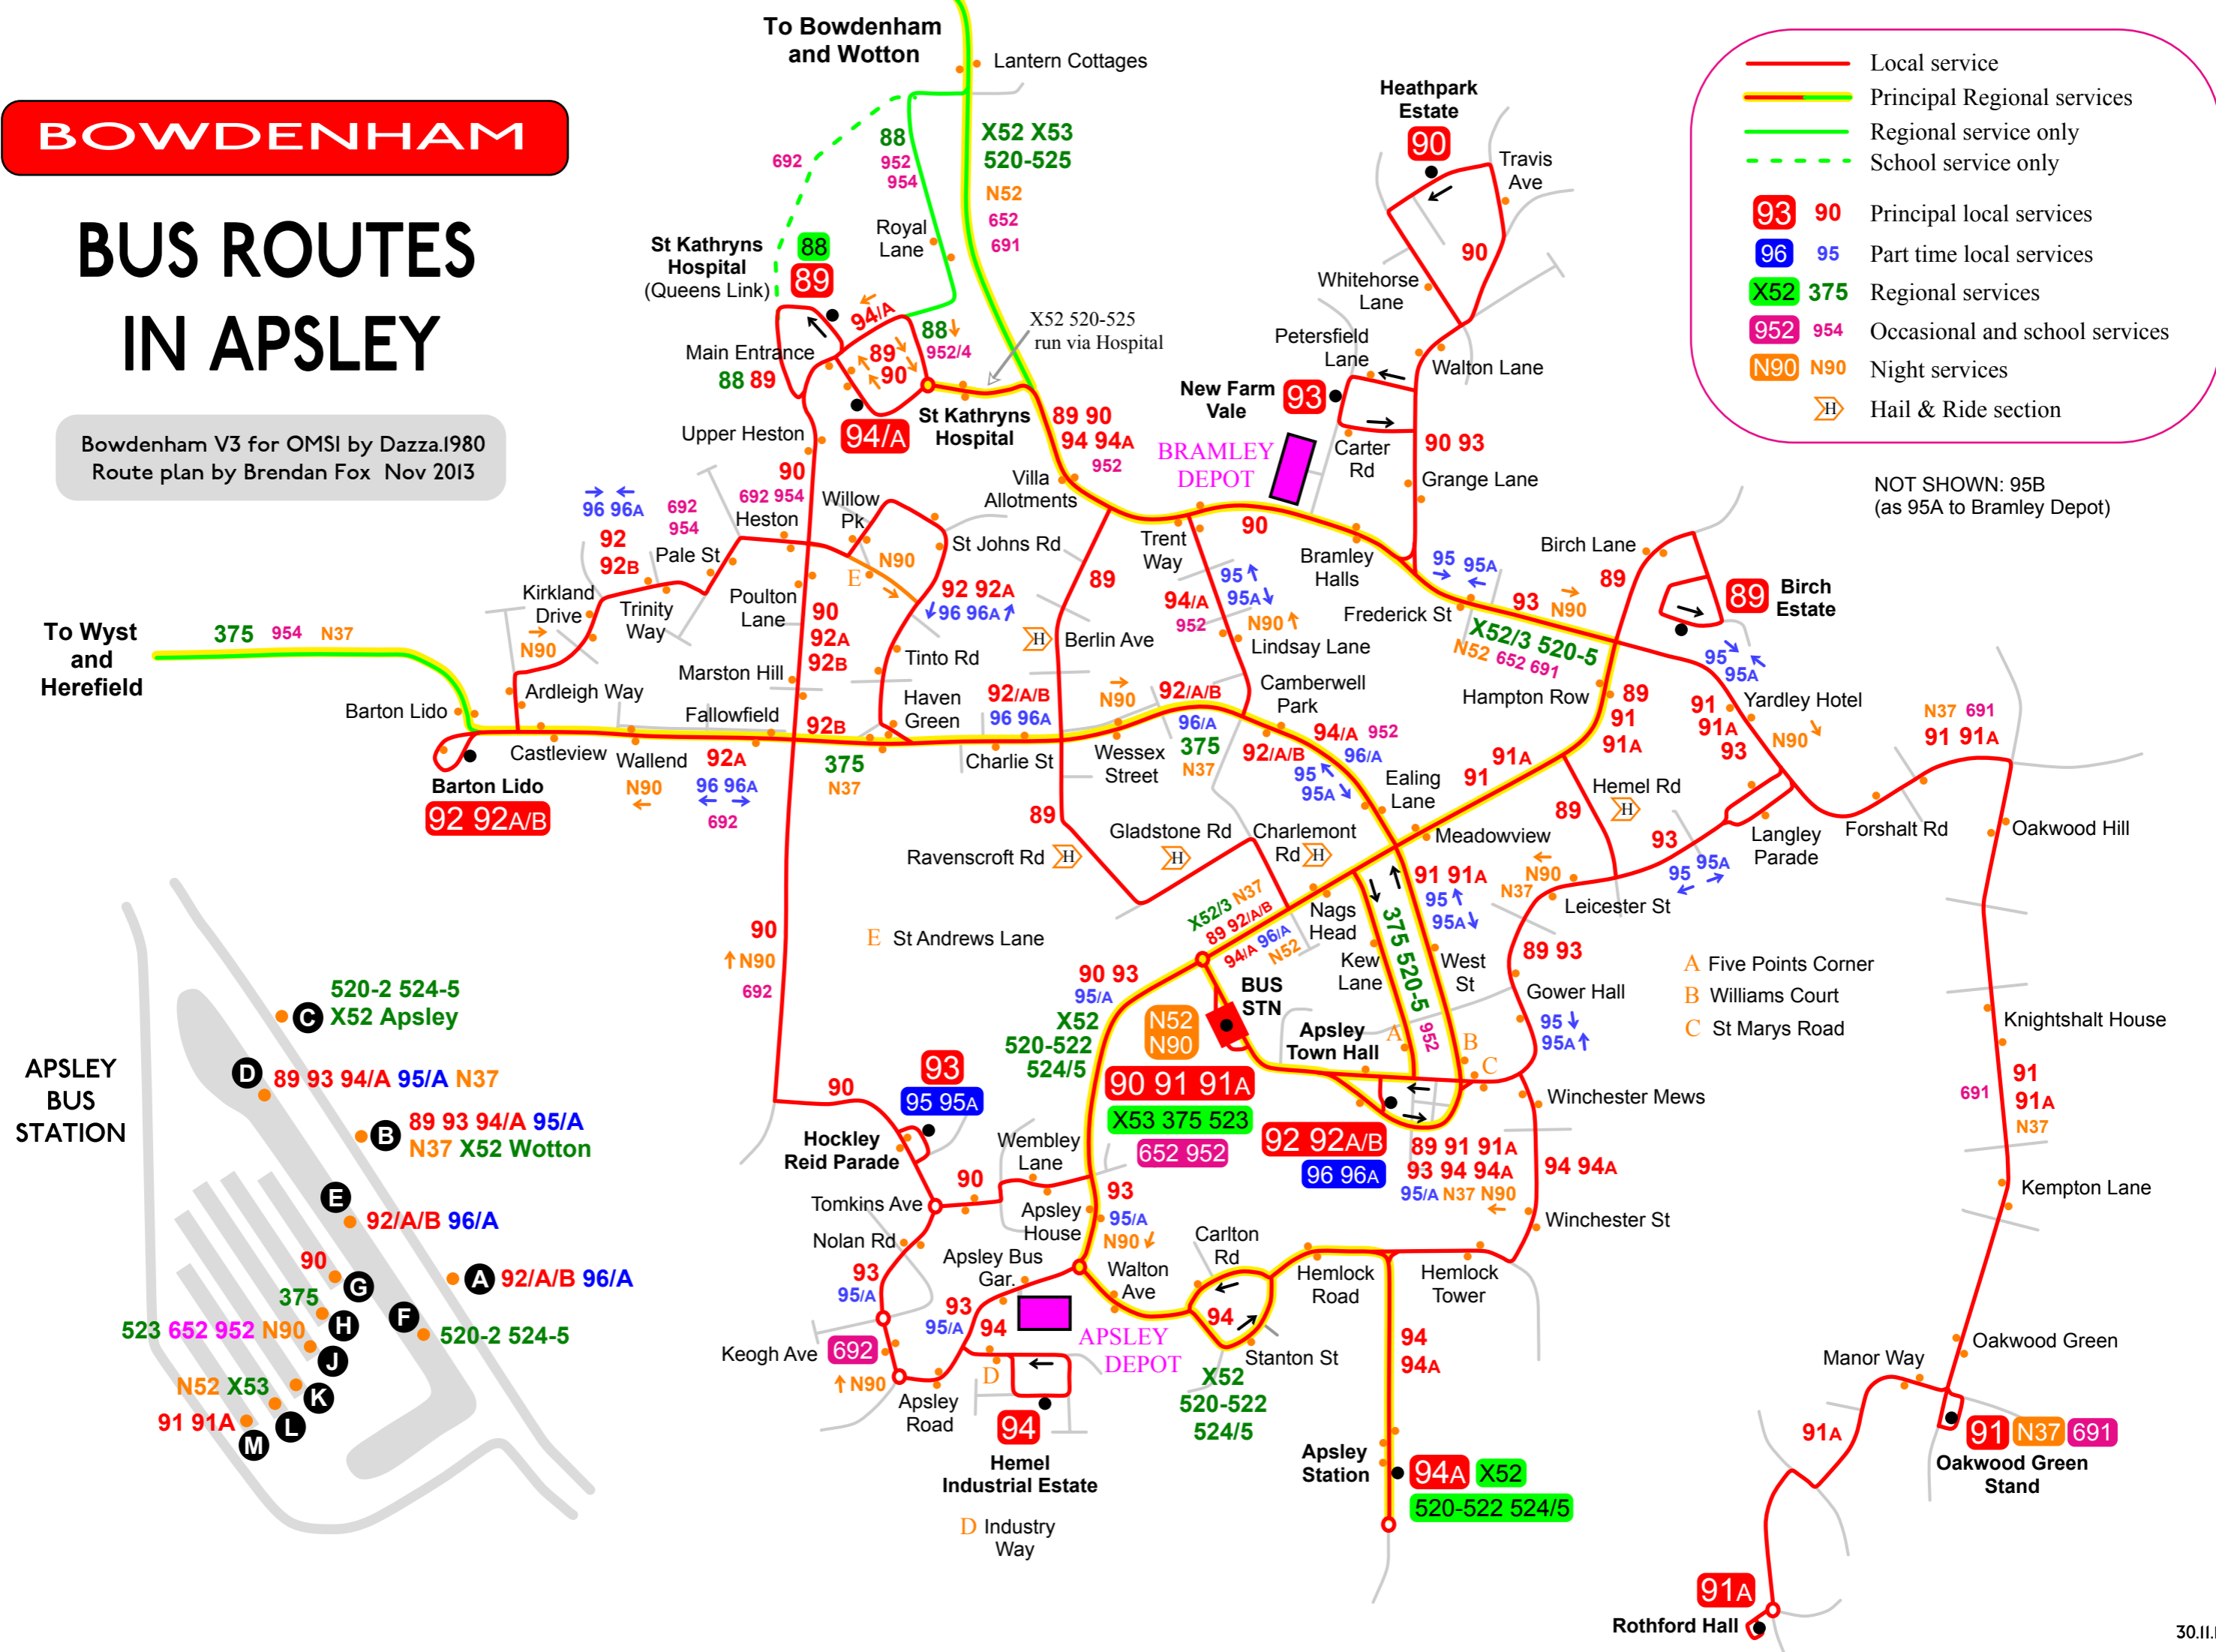 BOWDENHAM
BUS ROUTES
IN APSLEY
Bowdenham V3 for OMSI by Dazza.1980
Route plan by Brendan Fox Nov 2013
To Bowdenham
and Wotton
Lantern Cottages
88
952
954
692
X52 X53
520-525
N52
652
691
Royal
Lane
St Kathryns
Hospital
(Queens Link)
88
89
94/A
88
952/4
89
90
Main Entrance
88 89
94/A
St Kathryns
Hospital
X52 520-525
run via Hospital
Upper Heston
89 90
94 94A
952
Villa
Allotments
Heathpark
Estate
90
Travis
Ave
90
Whitehorse
Lane
Petersfield
Lane
Walton Lane
New Farm
Vale
93
Carter
Rd
90 93
Grange Lane
BRAMLEY
DEPOT
Local service
Principal Regional services
Regional service only
School service only
93 90 Principal local services
96 95 Part time local services
X52 375 Regional services
952 954 Occasional and school services
N90 N90 Night services
H Hail & Ride section
NOT SHOWN: 95B
(as 95A to Bramley Depot)
90
692 954
Heston
Willow
Pk
96 96A
692
954
92
92B
Pale St
Kirkland
Drive
Trinity
Way
N90
Ardleigh Way
St Johns Rd
N90
E
92 92A
96 96A
Poulton
Lane
90
92A
92B
Marston Hill
Tinto Rd
Haven
Green
Fallowfield
92B
To Wyst
and
Herefield
375 954 N37
Barton Lido
Castleview
Wallend
N90
92A
96 96A
692
375
N37
Barton Lido
92 92A/B
Trent
Way
90
Bramley
Halls
89
94/A
952
95
95A
N90
Lindsay Lane
H Berlin Ave
92/A/B
96 96A
N90
Charlie St
Wessex
Street
92/A/B
96/A
375
N37
Camberwell
Park
92/A/B
94/A 952
96/A
95
95A
Ealing
Lane
95 95A
Frederick St
93 N90
X52/3 520-5
N52 652 691
Hampton Row
Birch Lane
89
89
Birch
Estate
95
95A
Yardley Hotel
N90
89
91
91A
91
91A
93
91
91A
Hemel Rd
H
89
93
95 95A
Langley
Parade
Forshalt Rd
N37 691
91 91A
Oakwood Hill
89
Ravenscroft Rd H
Gladstone Rd
H
Charlemont
Rd H
Meadowview
N90
N37
Leicester St
X52/3 N37
89 92/A/B
94/A 96/A
N52
Nags
Head
Kew
Lane
375 520-5
952
91 91A
95
95A
West
St
89 93
Gower Hall
95
95A
90
N90
692
E St Andrews Lane
A Five Points Corner
B Williams Court
C St Marys Road
Knightshalt House
90 93
95/A
X52
520-522
524/5
BUS
STN
N52
N90
Apsley
Town Hall
A
B
C
90 91 91A
X53 375 523
652 952
92 92A/B
96 96A
89 91 91A
93 94 94A
95/A N37 N90
Winchester Mews
94 94A
Winchester St
691
91
91A
N37
Kempton Lane
90
93
95 95A
Hockley
Reid Parade
90
Wembley
Lane
Tomkins Ave
Nolan Rd
Apsley
House
93
95/A
N90
93
95/A
Apsley Bus
Gar.
93
95/A
94
APSLEY
DEPOT
Keogh Ave 692
N90
Apsley
Road
D
94
Hemel
Industrial Estate
D Industry
Way
Walton
Ave
Carlton
Rd
94
Stanton St
X52
520-522
524/5
Hemlock
Road
Hemlock
Tower
94
94A
Apsley
Station
94A X52
520-522 524/5
Oakwood Green
Manor Way
91A
91 N37 691
Oakwood Green
Stand
91A
Rothford Hall
APSLEY
BUS
STATION
520-2 524-5
C X52 Apsley
D 89 93 94/A 95/A N37
B 89 93 94/A 95/A
N37 X52 Wotton
E
92/A/B 96/A
A 92/A/B 96/A
90
G
375
H
F 520-2 524-5
523 652 952 N90
J
N52 X53
K
L
91 91A
M